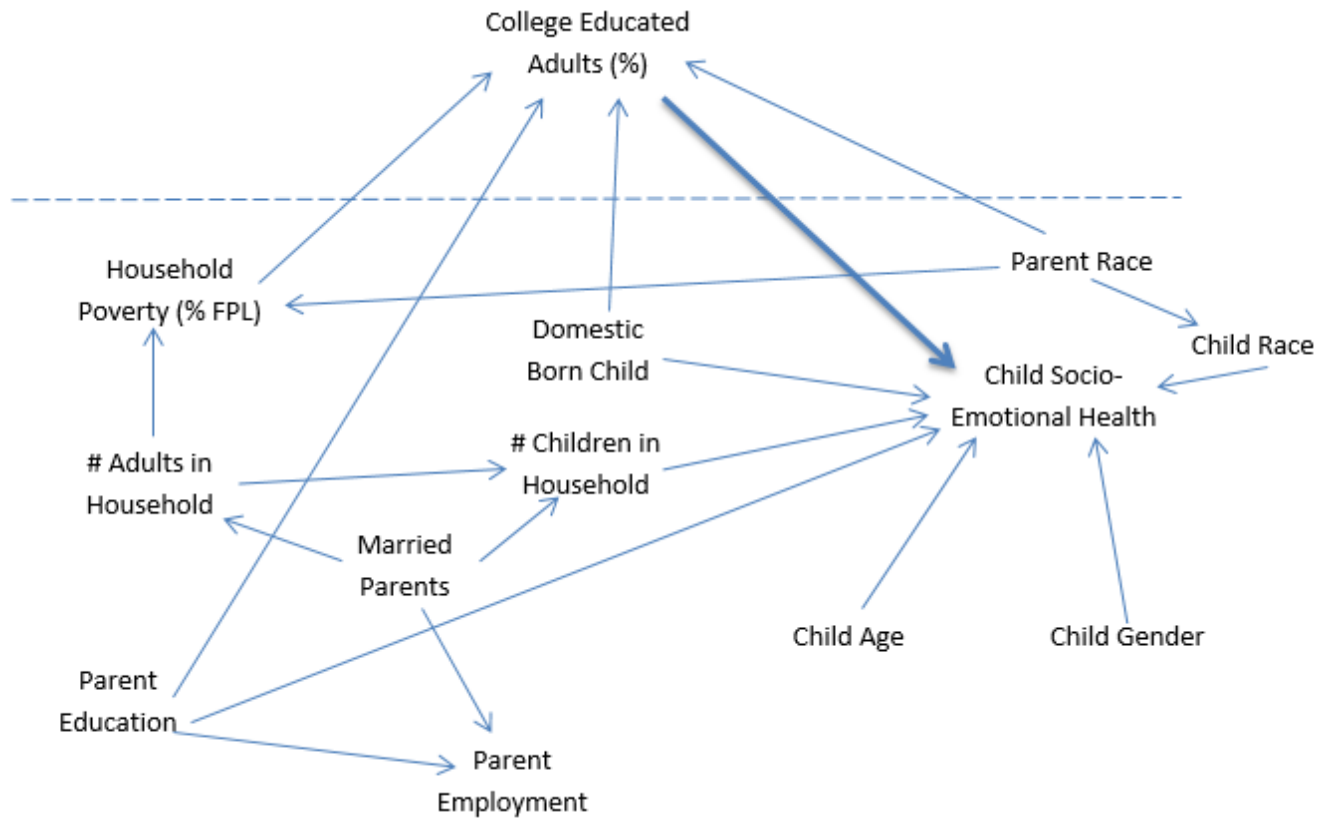 College Educated
Adults (%)
Household
Poverty (% FPL)
Parent Race
Domestic
Born Child
Child Race
Child Socio-
Emotional Health
# Adults in
Household
# Children in
Household
Married
Parents
Child Age
Child Gender
Parent
Education
Parent
Employment